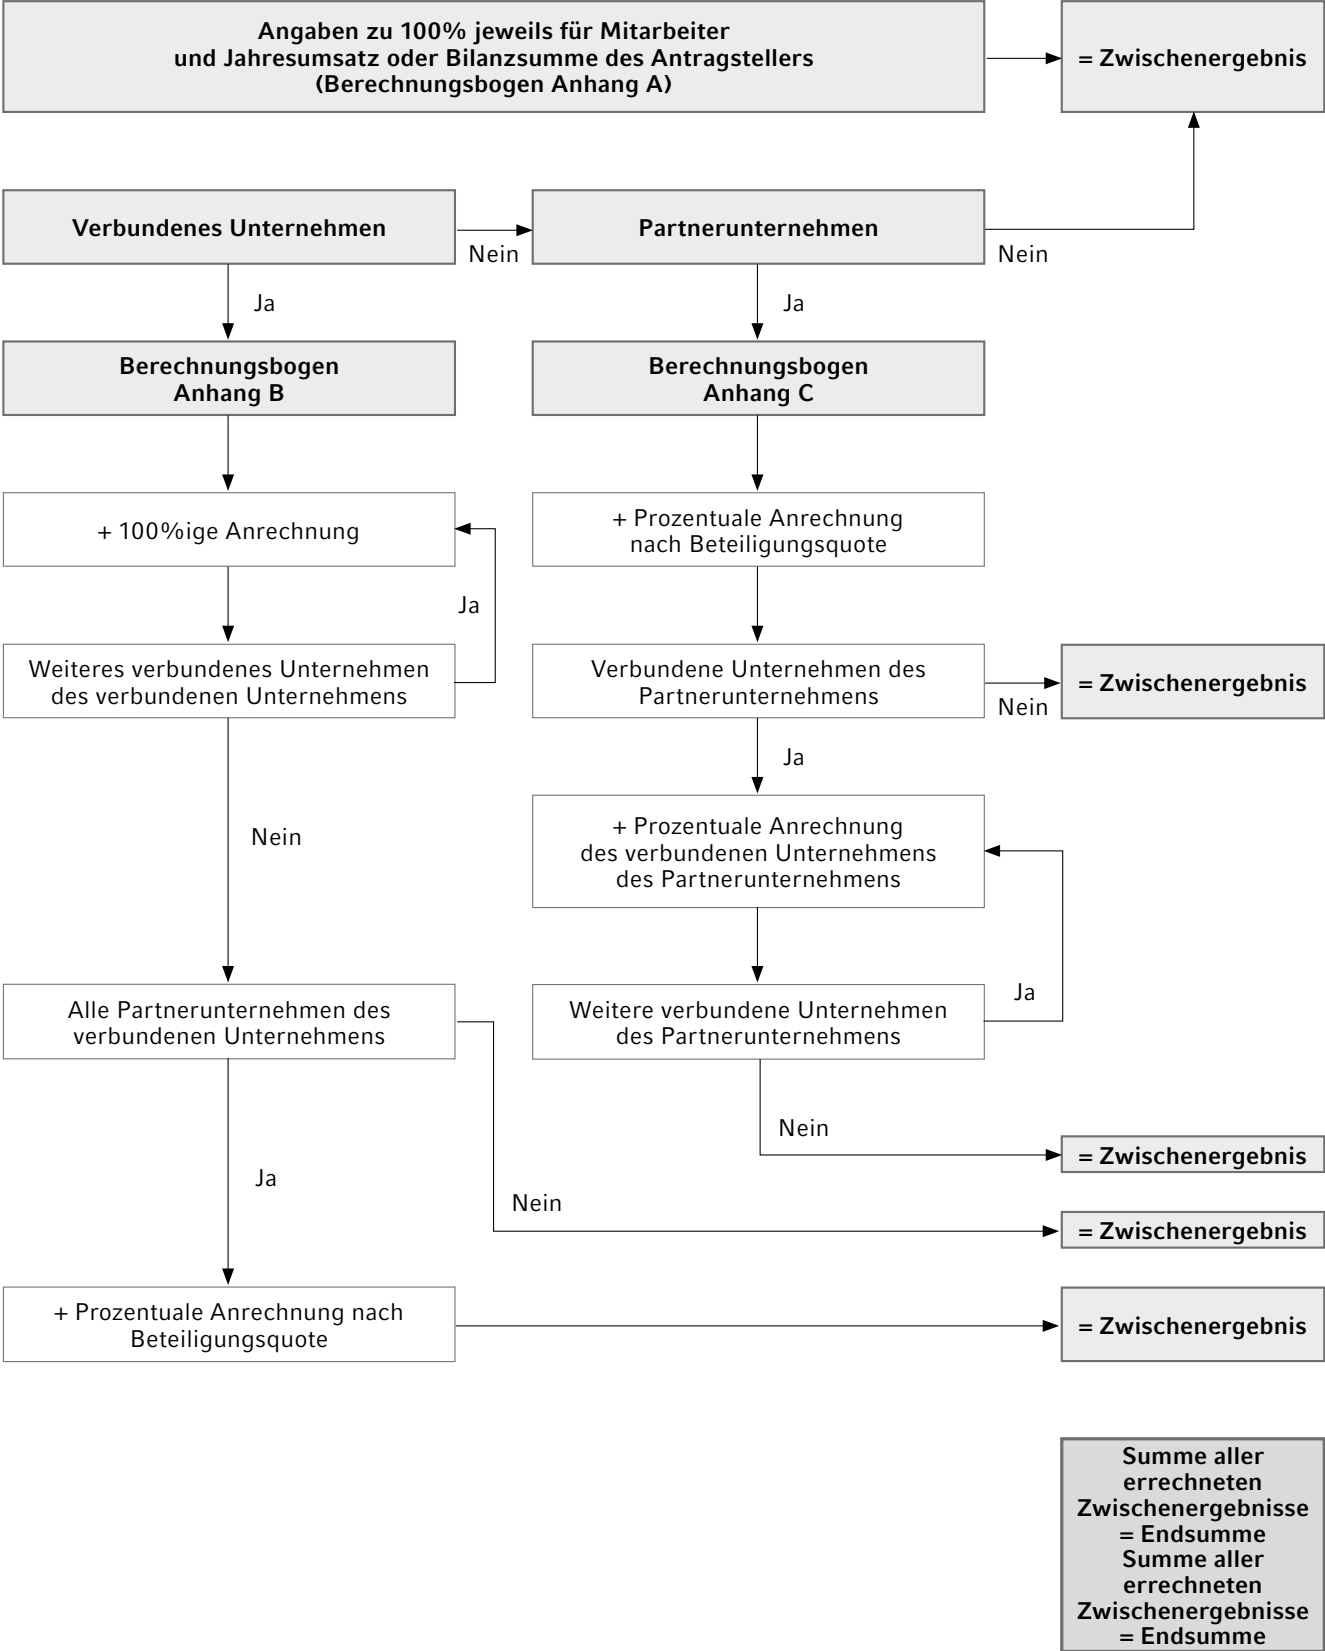 Angaben zu 100% jeweils für Mitarbeiter
und Jahresumsatz oder Bilanzsumme des Antragstellers
(Berechnungsbogen Anhang A)
= Zwischenergebnis
Verbundenes Unternehmen
Nein
Partnerunternehmen
Nein
Ja
Ja
Berechnungsbogen
Anhang B
Berechnungsbogen
Anhang C
+ 100%ige Anrechnung
+ Prozentuale Anrechnung
nach Beteiligungsquote
Ja
Weiteres verbundenes Unternehmen
des verbundenen Unternehmens
Verbundene Unternehmen des
Partnerunternehmens
= Zwischenergebnis
Nein
Ja
Nein
+ Prozentuale Anrechnung
des verbundenen Unternehmens
des Partnerunternehmens
Ja
Alle Partnerunternehmen des
verbundenen Unternehmens
Weitere verbundene Unternehmen
des Partnerunternehmens
Nein
= Zwischenergebnis
Ja
Nein
= Zwischenergebnis
+ Prozentuale Anrechnung nach
Beteiligungsquote
= Zwischenergebnis
Summe aller
errechneten
Zwischenergebnisse
= Endsumme
Summe aller
errechneten
Zwischenergebnisse
= Endsumme